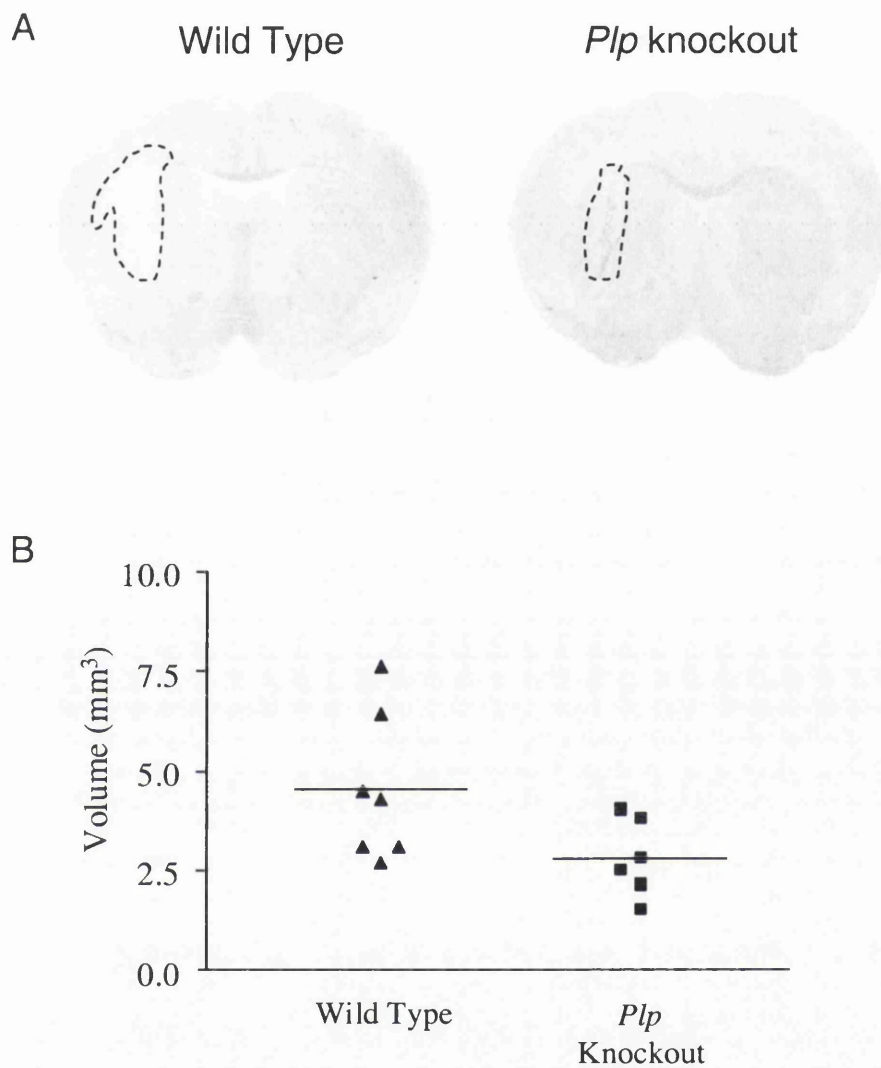 A
Wild Type
Plp knockout
B
10.0
7.5
5.0
2.5
0.0
Volume (mm³)
Wild Type
Plp
Knockout